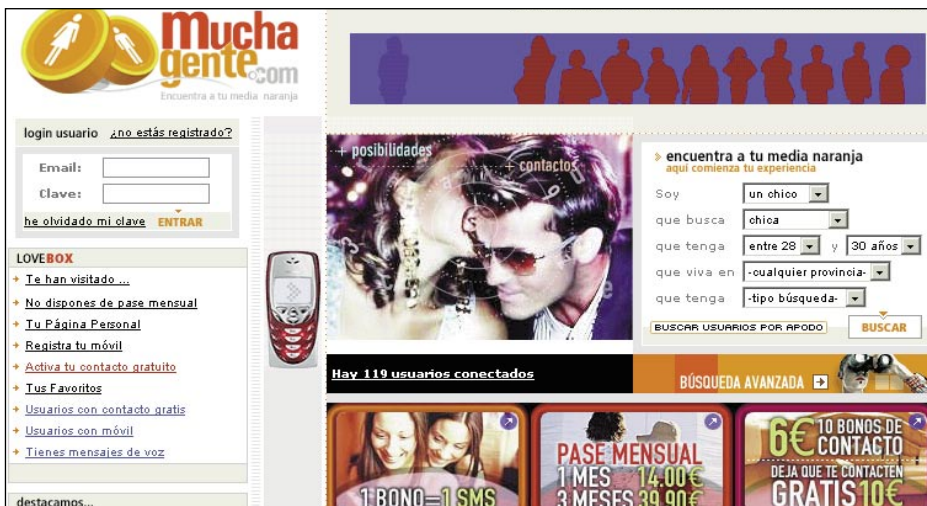 Mucha
gente.com
Encuentra a tu media naranja
login usuario ¿no estás registrado?
Email:
Clave:
he olvidado mi clave ENTRAR
LOVEBOX
Te han visitado ...
No dispones de pase mensual
Tu Página Personal
Registra tu móvil
Activa tu contacto gratuito
Tus Favoritos
Usuarios con contacto gratis
Usuarios con móvil
Tienes mensajes de voz
destacamos...
+ posibilidades
+ contactos
Hay 119 usuarios conectados
encuentra a tu media naranja
aquí comienza tu experiencia
Soy un chico
que busca chica
que tenga entre 28 y 30 años
que viva en -cualquier provincia-
que tenga -tipo búsqueda-
BUSCAR USUARIOS POR APODO BUSCAR
BÚSQUEDA AVANZADA
1 BONO=1 SMS
PASE MENSUAL
1 MES 14.00€
3 MESES 39.90€
6€ 10 BONOS DE
CONTACTO
DEJA QUE TE CONTACTEN
GRATIS 10€